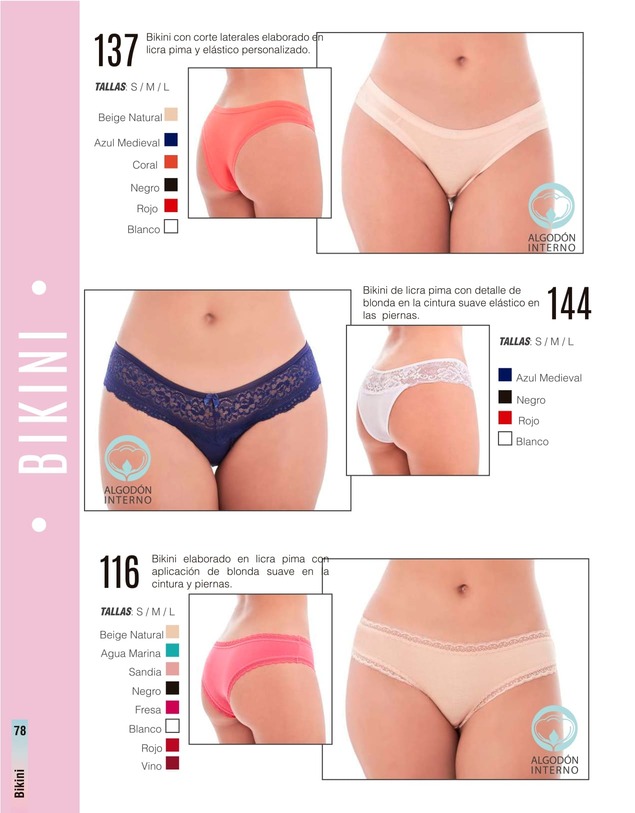 137
Bikini con corte laterales elaborado en
licra pima y elástico personalizado.
TALLAS: S / M / L
Beige Natural
Azul Medieval
Coral
Negro
Rojo
Blanco
ALGODÓN
INTERNO
Bikini de licra pima con detalle de
blonda en la cintura suave elástico en
las piernas.
144
TALLAS: S / M / L
Azul Medieval
Negro
Rojo
Blanco
ALGODÓN
INTERNO
• BIKINI •
116
Bikini elaborado en licra pima con
aplicación de blonda suave en la
cintura y piernas.
TALLAS: S / M / L
Beige Natural
Agua Marina
Sandia
Negro
Fresa
Blanco
Rojo
Vino
ALGODÓN
INTERNO
78
Bikini